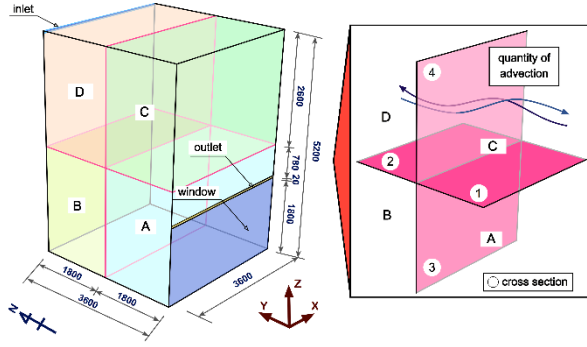 inlet
D
C
B
A
outlet
window
2600
780
20
1800
5200
1800
1800
3600
3600
N
Z
Y
X
4
quantity of
advection
D
C
2
1
B
A
3
cross section